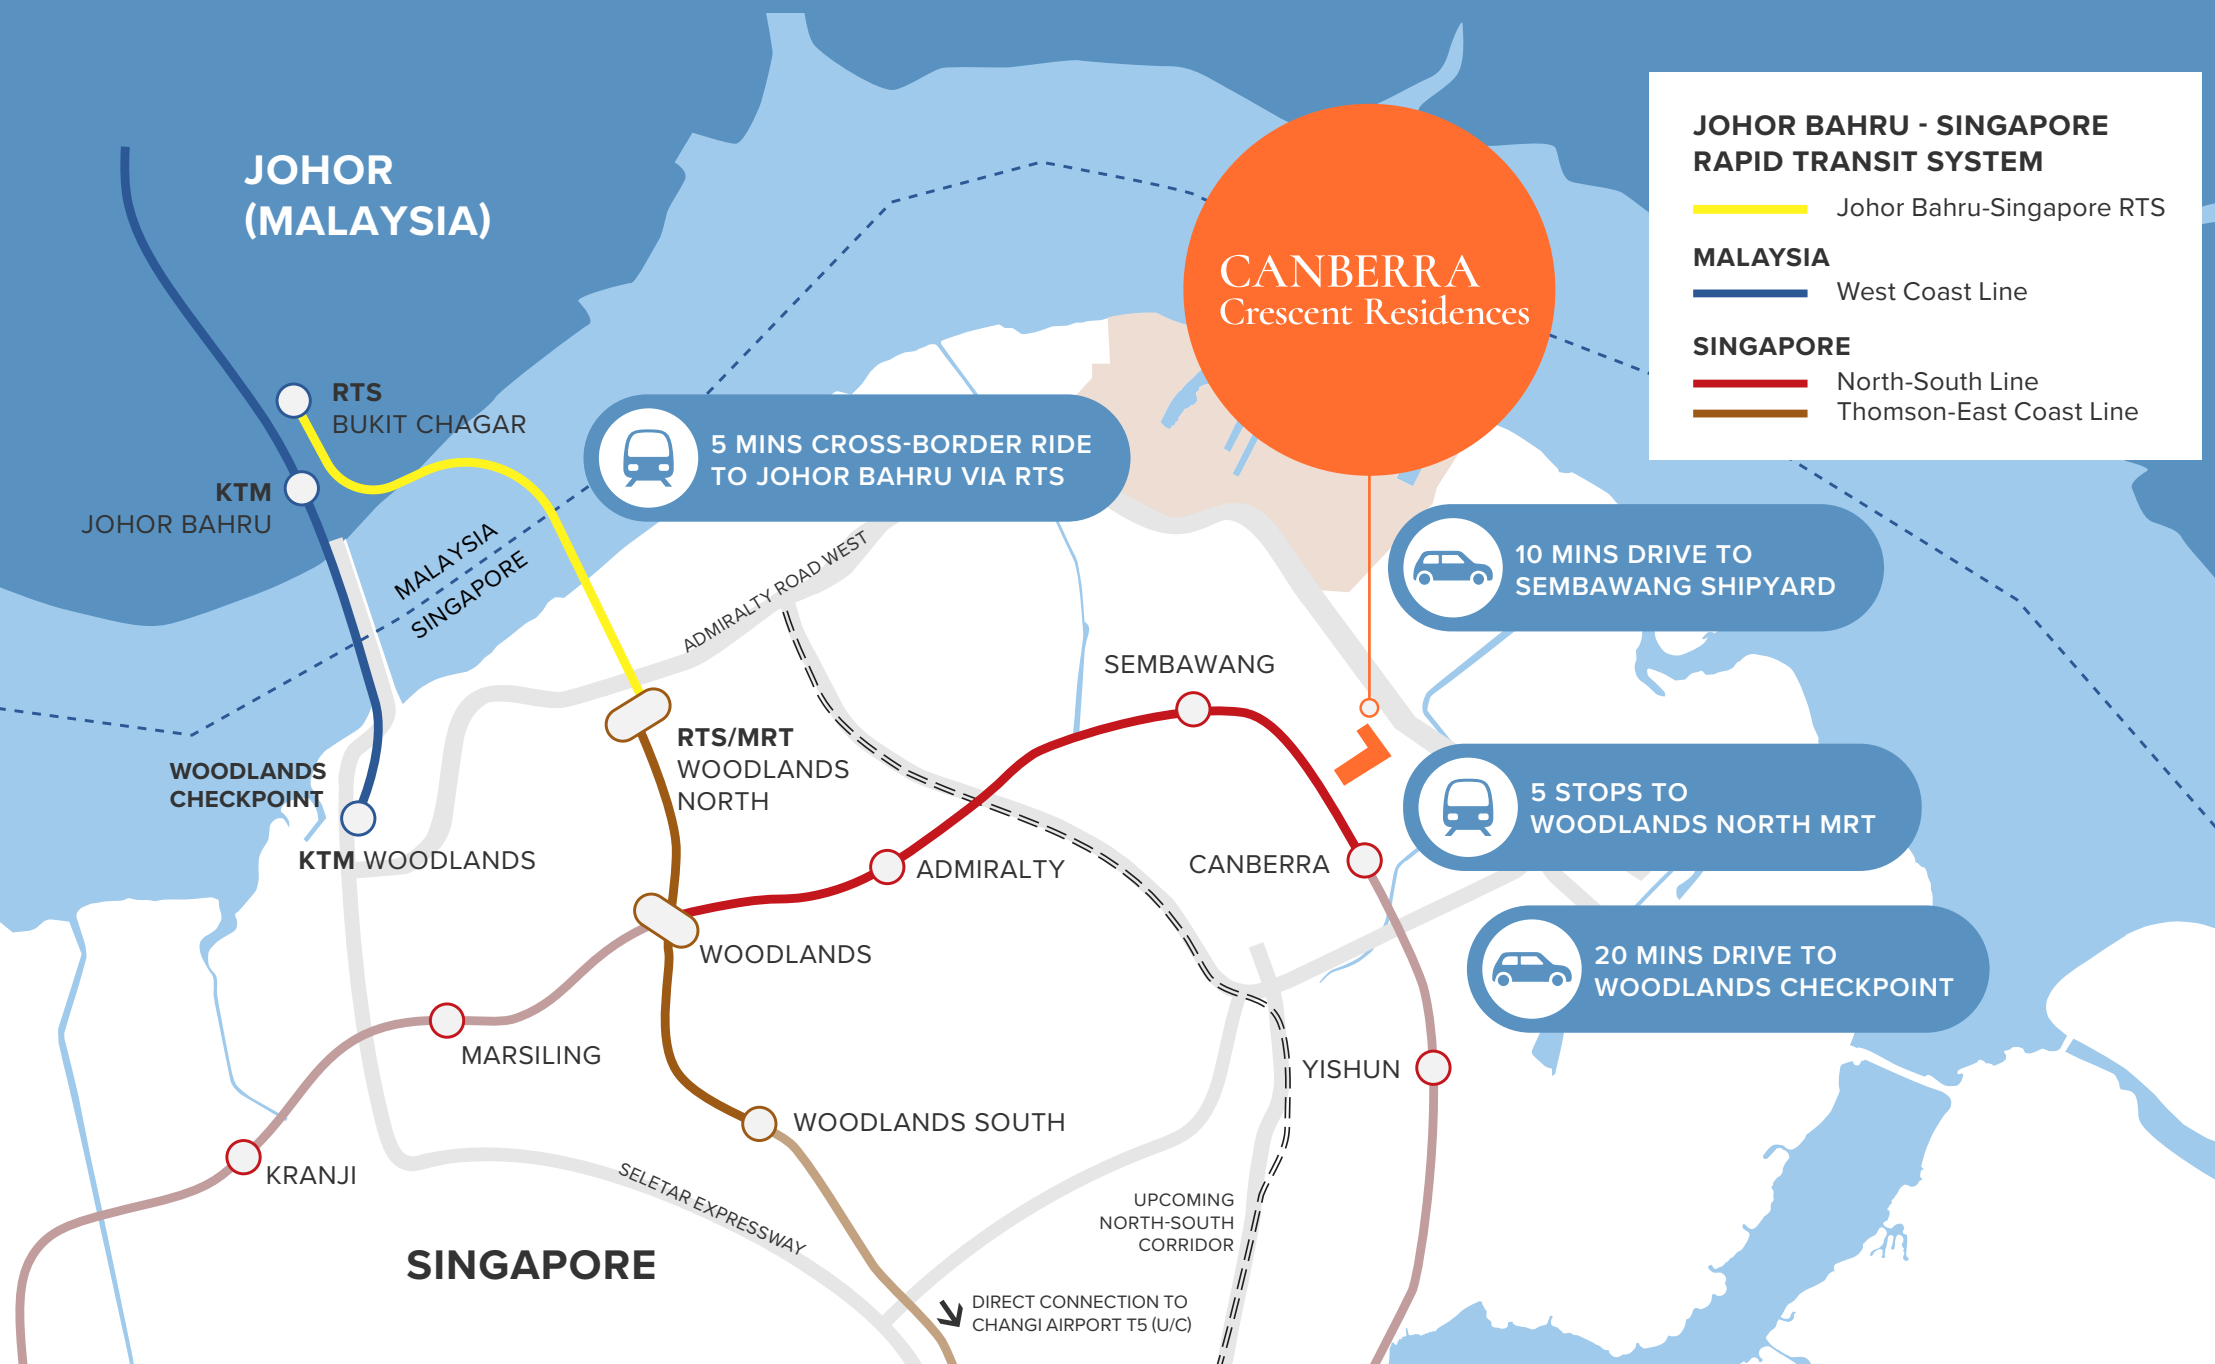 JOHOR
(MALAYSIA)
CANBERRA
Crescent Residences
JOHOR BAHRU - SINGAPORE
RAPID TRANSIT SYSTEM
Johor Bahru-Singapore RTS
MALAYSIA
West Coast Line
SINGAPORE
North-South Line
Thomson-East Coast Line
RTS
BUKIT CHAGAR
KTM
JOHOR BAHRU
MALAYSIA
SINGAPORE
5 MINS CROSS-BORDER RIDE
TO JOHOR BAHRU VIA RTS
ADMIRALTY ROAD WEST
10 MINS DRIVE TO
SEMBAWANG SHIPYARD
SEMBAWANG
RTS/MRT
WOODLANDS
NORTH
WOODLANDS
CHECKPOINT
KTM WOODLANDS
5 STOPS TO
WOODLANDS NORTH MRT
ADMIRALTY
CANBERRA
WOODLANDS
20 MINS DRIVE TO
WOODLANDS CHECKPOINT
MARSILING
YISHUN
WOODLANDS SOUTH
KRANJI
SELETAR EXPRESSWAY
UPCOMING
NORTH-SOUTH
CORRIDOR
SINGAPORE
DIRECT CONNECTION TO
CHANGI AIRPORT T5 (U/C)